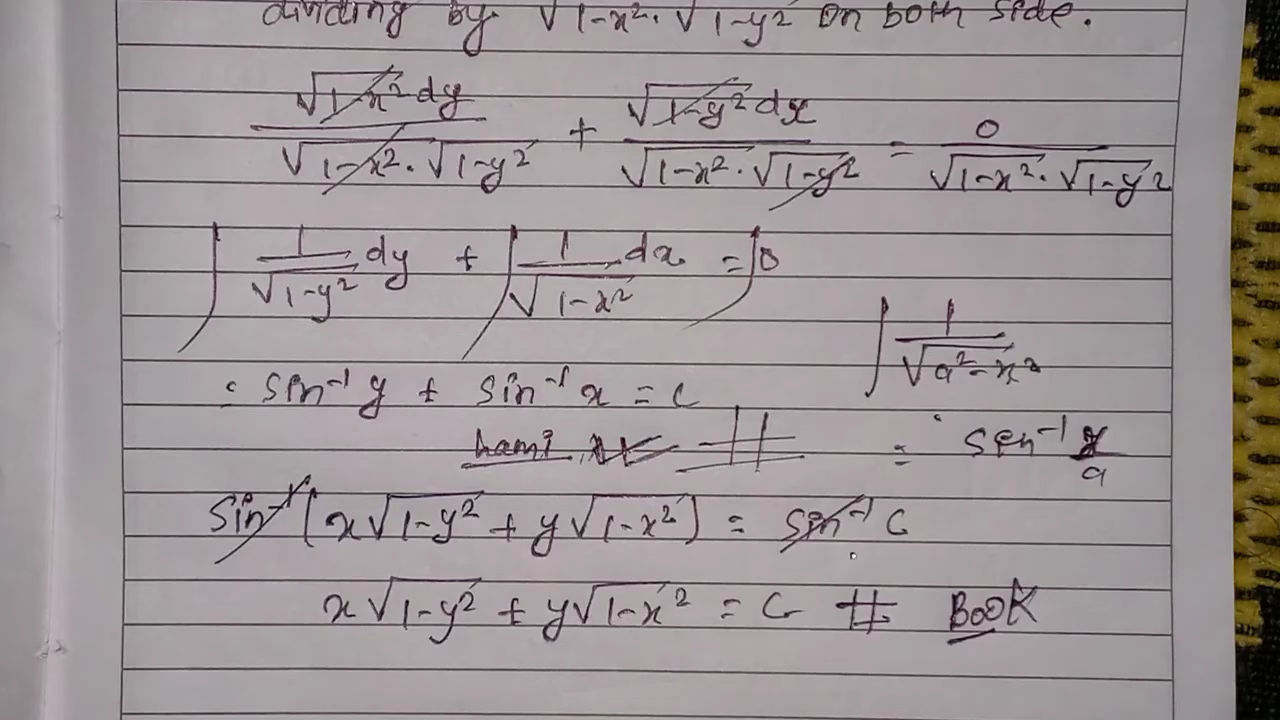 dividing by √1-x²·√1-y² on both side.
√1-x² dy / √1-x²·√1-y² + √1-y² dx / √1-x²·√1-y² = 0 / √1-x²·√1-y²
∫ 1/√1-y² dy + ∫ 1/√1-x² dx = ∫0
∫ 1/√a²-x²
: sin⁻¹ y + sin⁻¹ x = c
hami #
= sin⁻¹ x/a
sin⁻¹ [x√1-y² + y√1-x²) = sin⁻¹ c
x√1-y² + y√1-x² = c # BOOK